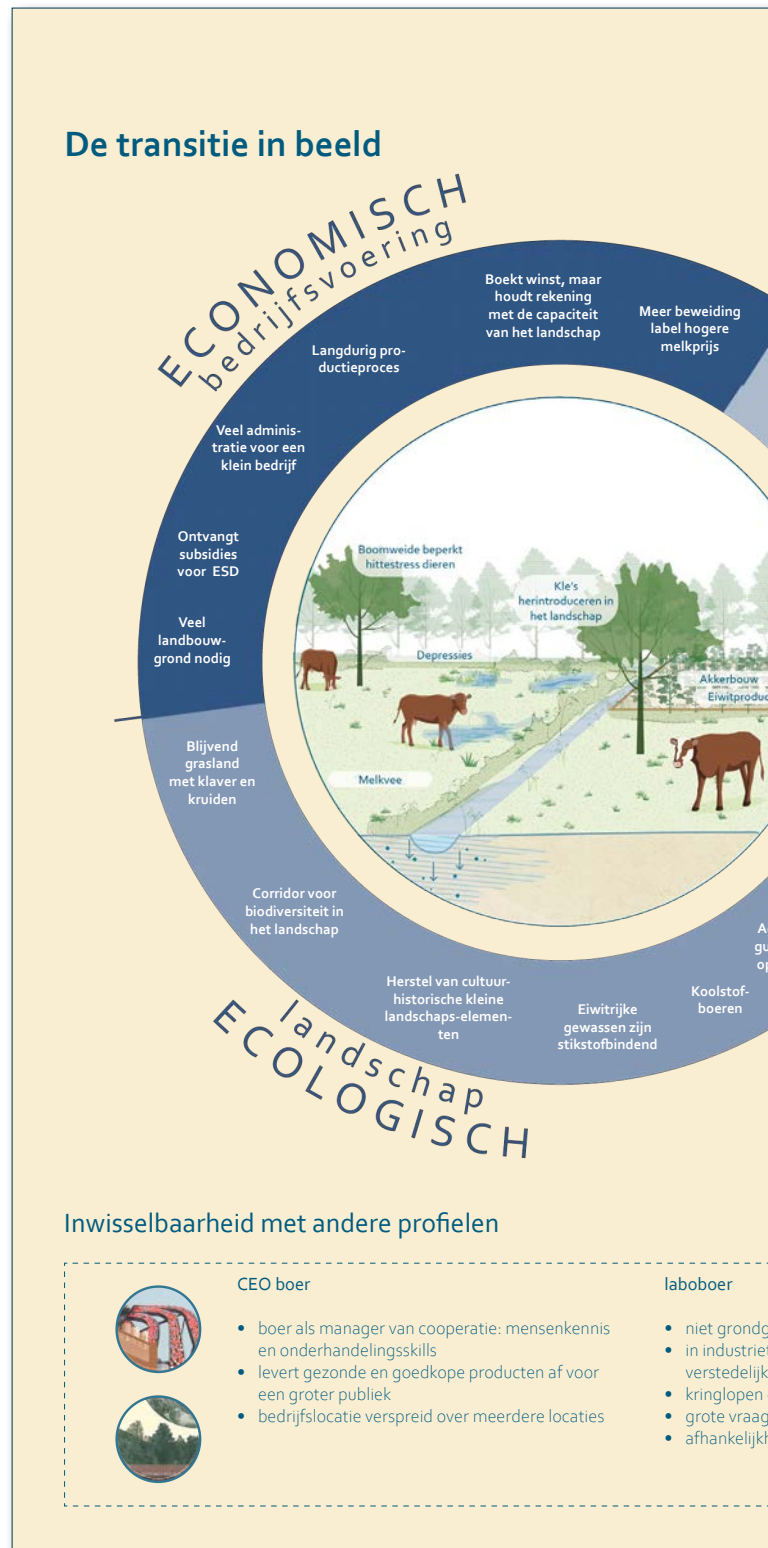 De transitie in beeld
ECONOMISCH
bedrijfsvoering
Boekt winst, maar
houdt rekening
met de capaciteit
van het landschap
Meer beweiding
label hogere
melkprijs
Langdurig pro-
ductieproces
Veel adminis-
tratie voor een
klein bedrijf
Ontvangt
subsidies
voor ESD
Veel
landbouw-
grond nodig
Boomweide beperkt
hittestress dieren
Kle's
herintroduceren in
het landschap
Depressies
Akkerbouw
Melkvee
Blijvend
grasland
met klaver en
kruiden
Corridor voor
biodiversiteit in
het landschap
Herstel van cultuur-
historische kleine
landschaps-elemen-
ten
Eiwitrijke
gewassen zijn
stikstofbindend
Koolstof-
boeren
landschap
ECOLOGISCH
Inwisselbaarheid met andere profielen
CEO boer
• boer als manager van cooperatie: mensenkennis
en onderhandelingsskills
• levert gezonde en goedkope producten af voor
een groter publiek
• bedrijfslocatie verspreid over meerdere locaties
laboboer
• niet
• in
• kringlopen
• grote vraag